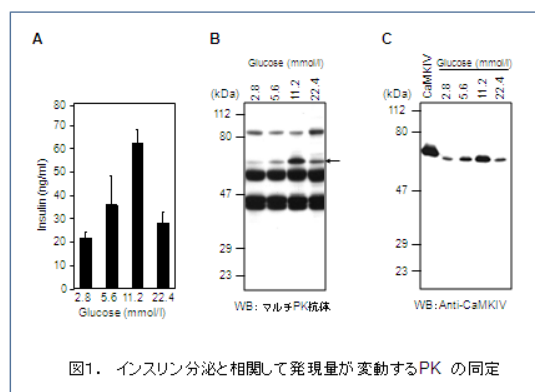 A
Insulin (ng/ml)
80
70
60
50
40
30
20
10
0
2.8 5.6 11.2 22.4
Glucose (mmol/l)
B
Glucose (mmol/l)
(kDa)
2.8 5.6 11.2 22.4
112
80
47
29
23
WB: マルチPK抗体
C
CaMKIV
Glucose (mmol/l)
(kDa)
2.8 5.6 11.2 22.4
112
80
47
29
23
WB: Anti-CaMKIV
図1. インスリン分泌と相関して発現量が変動するPK の同定